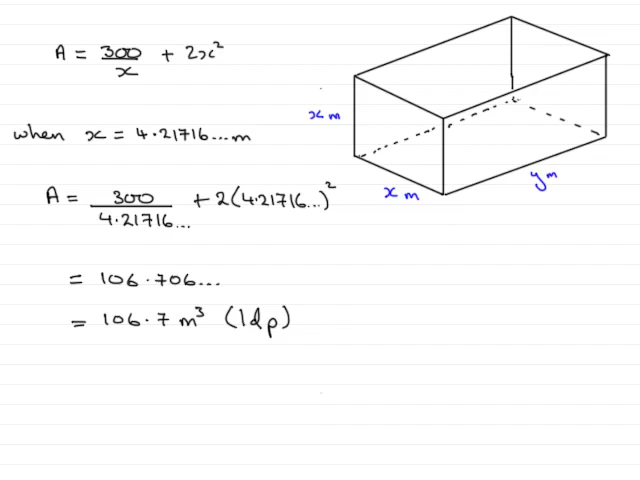 A = 300/x + 2x²
x m
when x = 4.21716...m
x m
y m
A = 300/4.21716... + 2(4.21716...)²
= 106.706...
= 106.7 m³ (1dp)